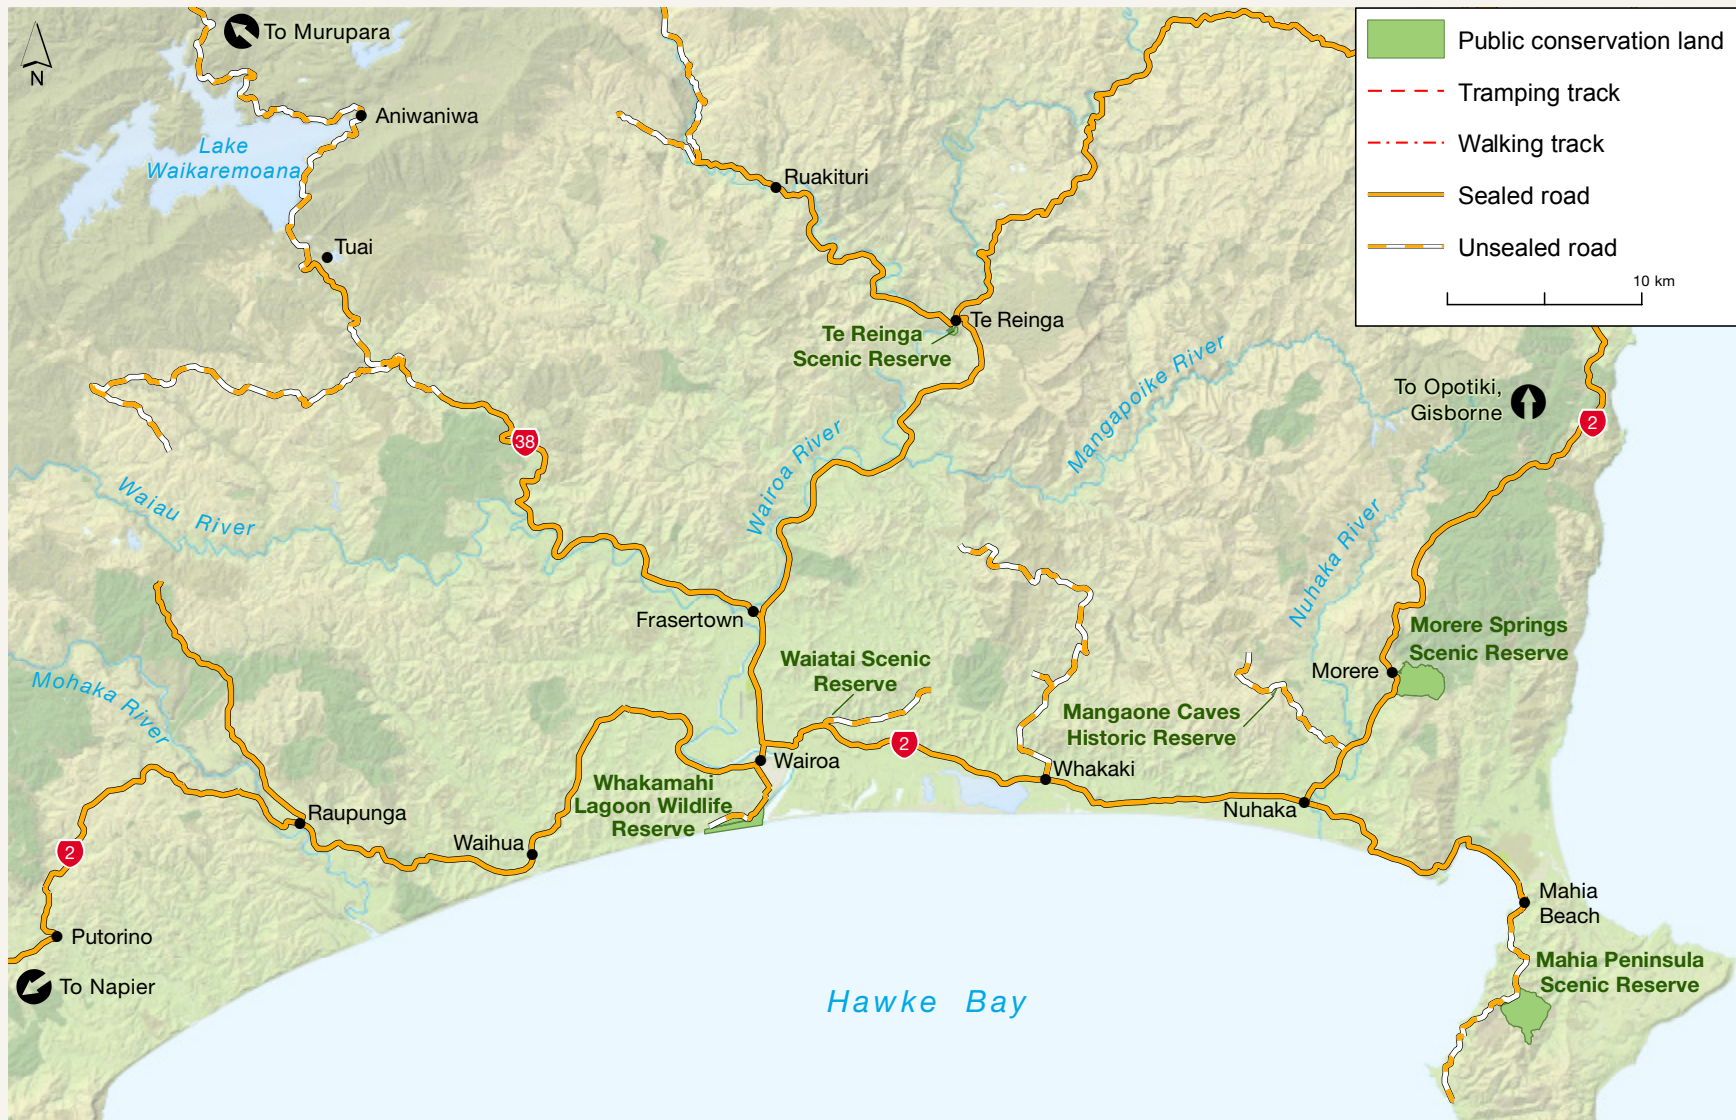 To Murupara
N
Aniwaniwa
Lake
Waikaremoana
Tuai
Ruakituri
Te Reinga
Te Reinga
Scenic Reserve
Public conservation land
Tramping track
Walking track
Sealed road
Unsealed road
10 km
To Opotiki,
Gisborne
2
Mangapoike River
38
Wairoa River
Waiau River
Nuhaka River
Frasertown
Morere Springs
Scenic Reserve
Morere
Waiatai Scenic
Reserve
Mohaka River
Mangaone Caves
Historic Reserve
2
Wairoa
Whakaki
Whakamahi
Lagoon Wildlife
Reserve
Nuhaka
Raupunga
Waihua
2
Mahia
Beach
Putorino
Mahia Peninsula
Scenic Reserve
To Napier
Hawke Bay